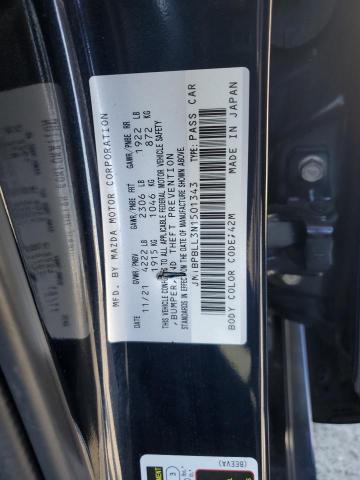 MFD. BY MAZDA MOTOR CORPORATION
DATE GVWR/PNBV GAWR/PNBE FRT GAWR/PNBE RR
11/21 4222 LB 2306 LB 1922 LB
1915 KG 1046 KG 872 KG
THIS VEHICLE CONFORMS TO ALL APPLICABLE FEDERAL MOTOR VEHICLE SAFETY
, BUMPER, AND THEFT PREVENTION
STANDARDS IN EFFECT ON THE DATE OF MANUFACTURE SHOWN ABOVE.
JM1BPBLL3N1501343 TYPE: PASS CAR
BODY COLOR CODE;42M MADE IN JAPAN
(BEEVA)
3